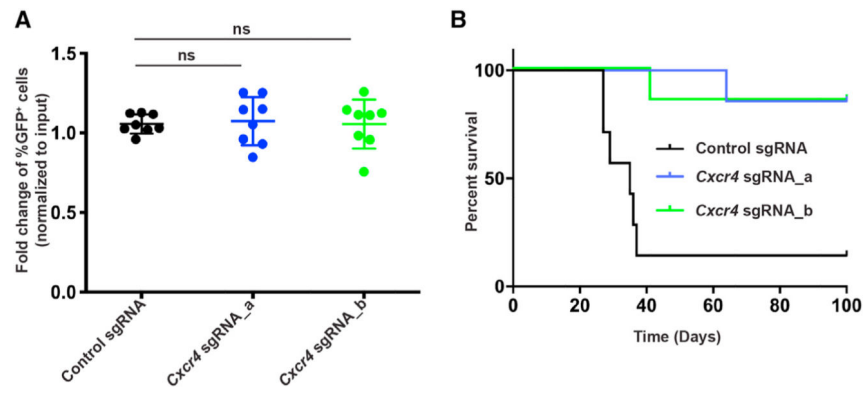 A
ns
ns
1.5
1.0
0.5
0.0
Fold change of %GFP⁺ cells
(normalized to input)
Control sgRNA
Cxcr4 sgRNA_a
Cxcr4 sgRNA_b
B
100
50
0
Percent survival
Control sgRNA
Cxcr4 sgRNA_a
Cxcr4 sgRNA_b
0 20 40 60 80 100
Time (Days)